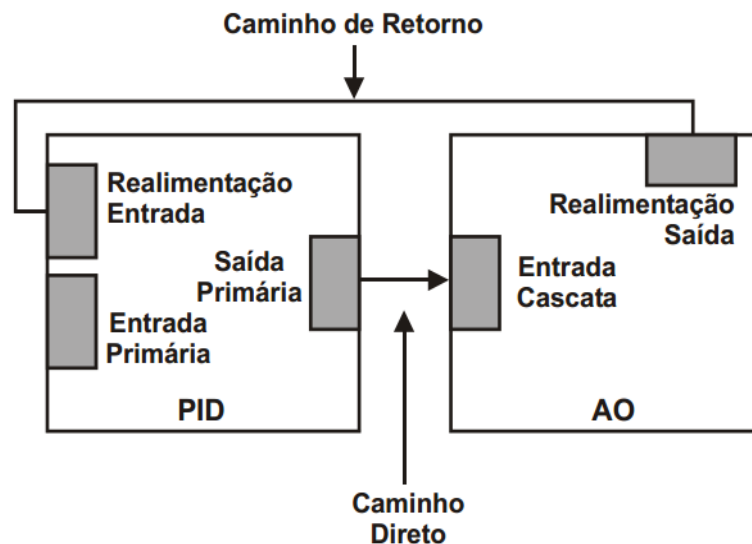 Caminho de Retorno
Realimentação
Entrada
Realimentação
Saída
Saída
Primária
Entrada
Cascata
Entrada
Primária
PID
AO
Caminho
Direto